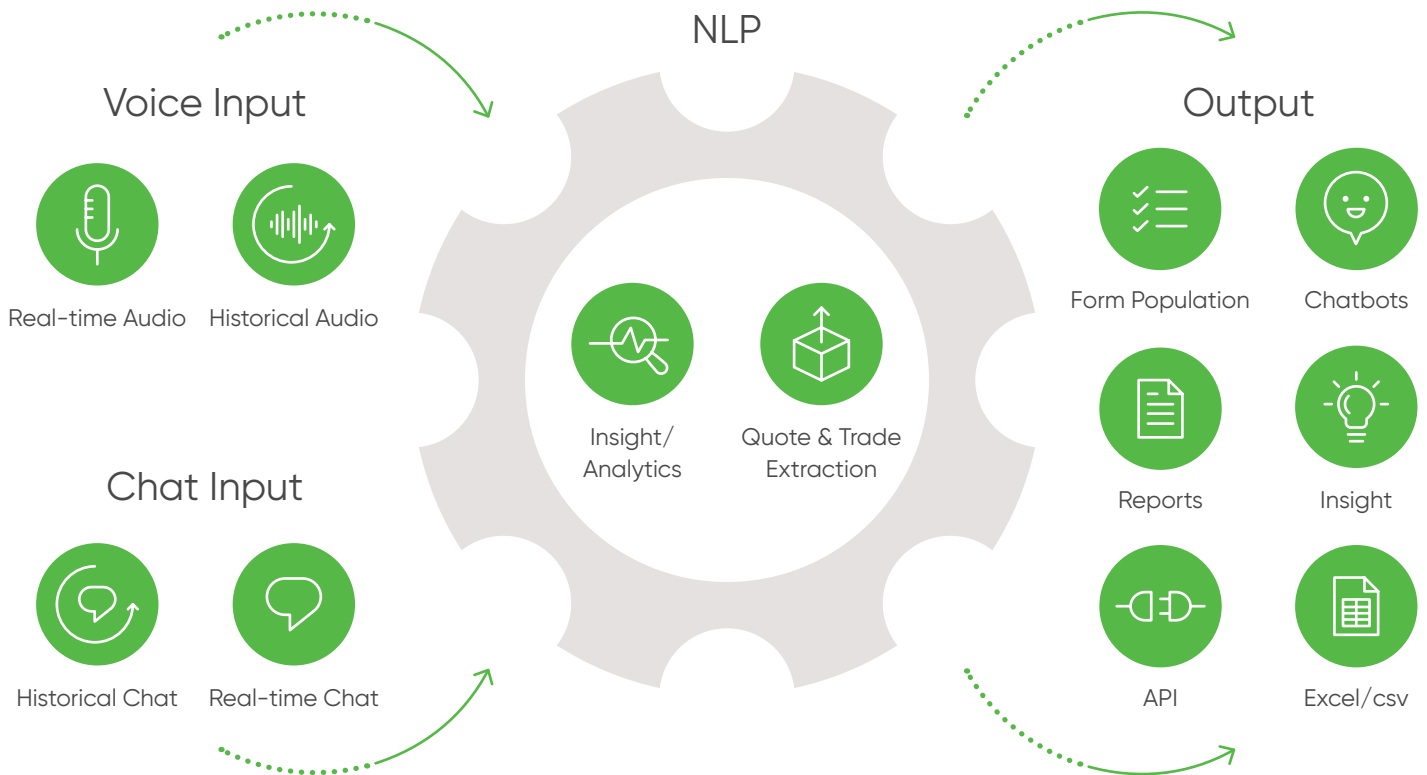 NLP
Voice Input
Real-time Audio
Historical Audio
Chat Input
Historical Chat
Real-time Chat
Insight/
Analytics
Quote & Trade
Extraction
Output
Form Population
Chatbots
Reports
Insight
API
Excel/csv